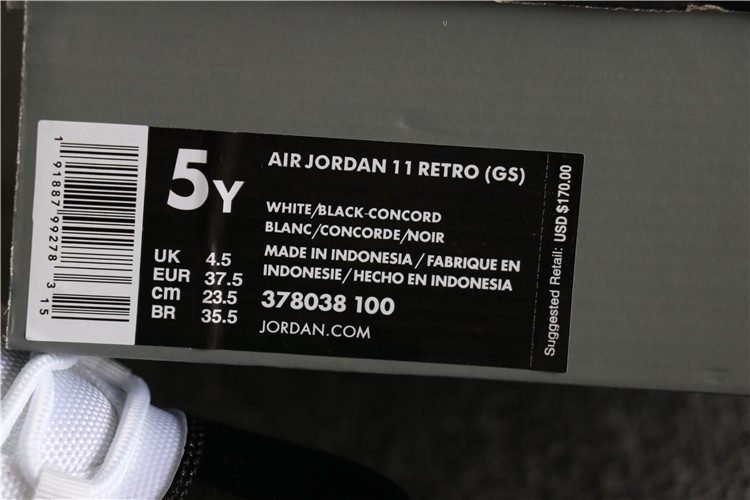 1 91887 99278 3 15
5Y
UK 4.5
EUR 37.5
cm 23.5
BR 35.5
AIR JORDAN 11 RETRO (GS)
WHITE/BLACK-CONCORD
BLANC/CONCORDE/NOIR
MADE IN INDONESIA / FABRIQUE EN
INDONESIE/HECHO EN INDONESIA
378038 100
JORDAN.COM
Suggested Retail: USD $170.00